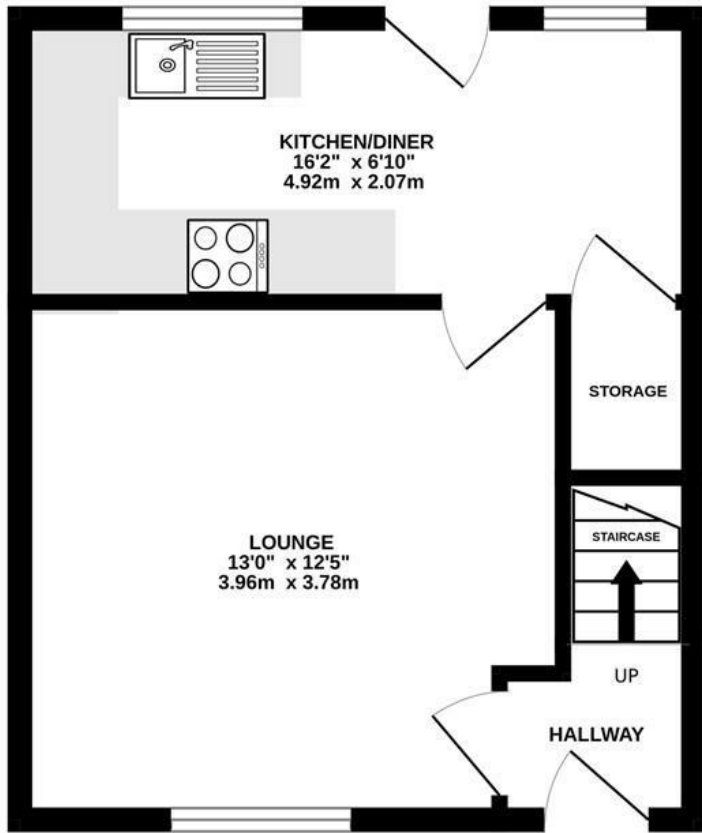 KITCHEN/DINER
16'2" x 6'10"
4.92m x 2.07m
STORAGE
LOUNGE
13'0" x 12'5"
3.96m x 3.78m
STAIRCASE
UP
HALLWAY